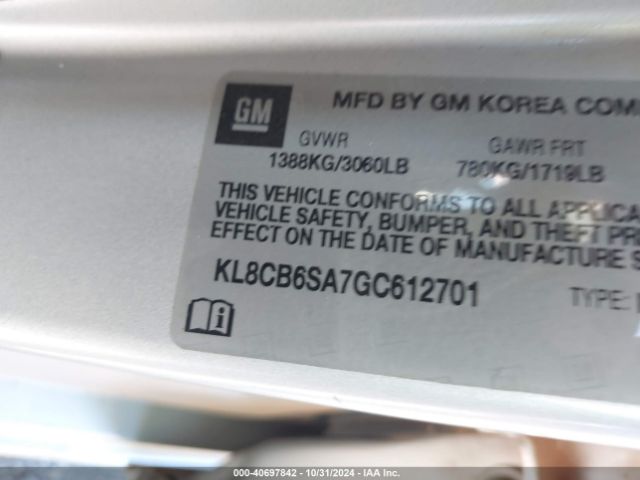 GM
MFD BY GM KOREA
GVWR
GAWR FRT
1388KG/3060LB
780KG/1719LB
THIS VEHICLE CONFORMS TO ALL
VEHICLE SAFETY, BUMPER, AND THEFT
EFFECT ON THE DATE OF MANUFACTURE
KL8CB6SA7GC612701
TYPE:
000-40697842 / 10/31/2024 - IAA Inc.